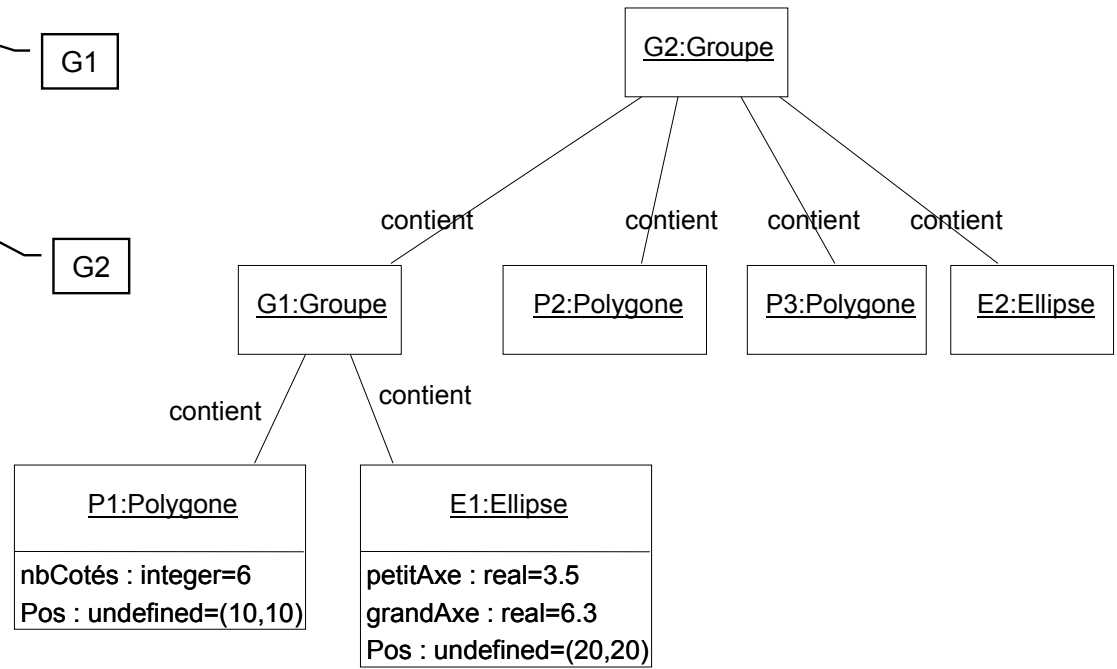 G1
G2:Groupe
contient
contient
contient
contient
G2
G1:Groupe
P2:Polygone
P3:Polygone
E2:Ellipse
contient
contient
P1:Polygone
nbCotés : integer=6
Pos : undefined=(10,10)
E1:Ellipse
petitAxe : real=3.5
grandAxe : real=6.3
Pos : undefined=(20,20)